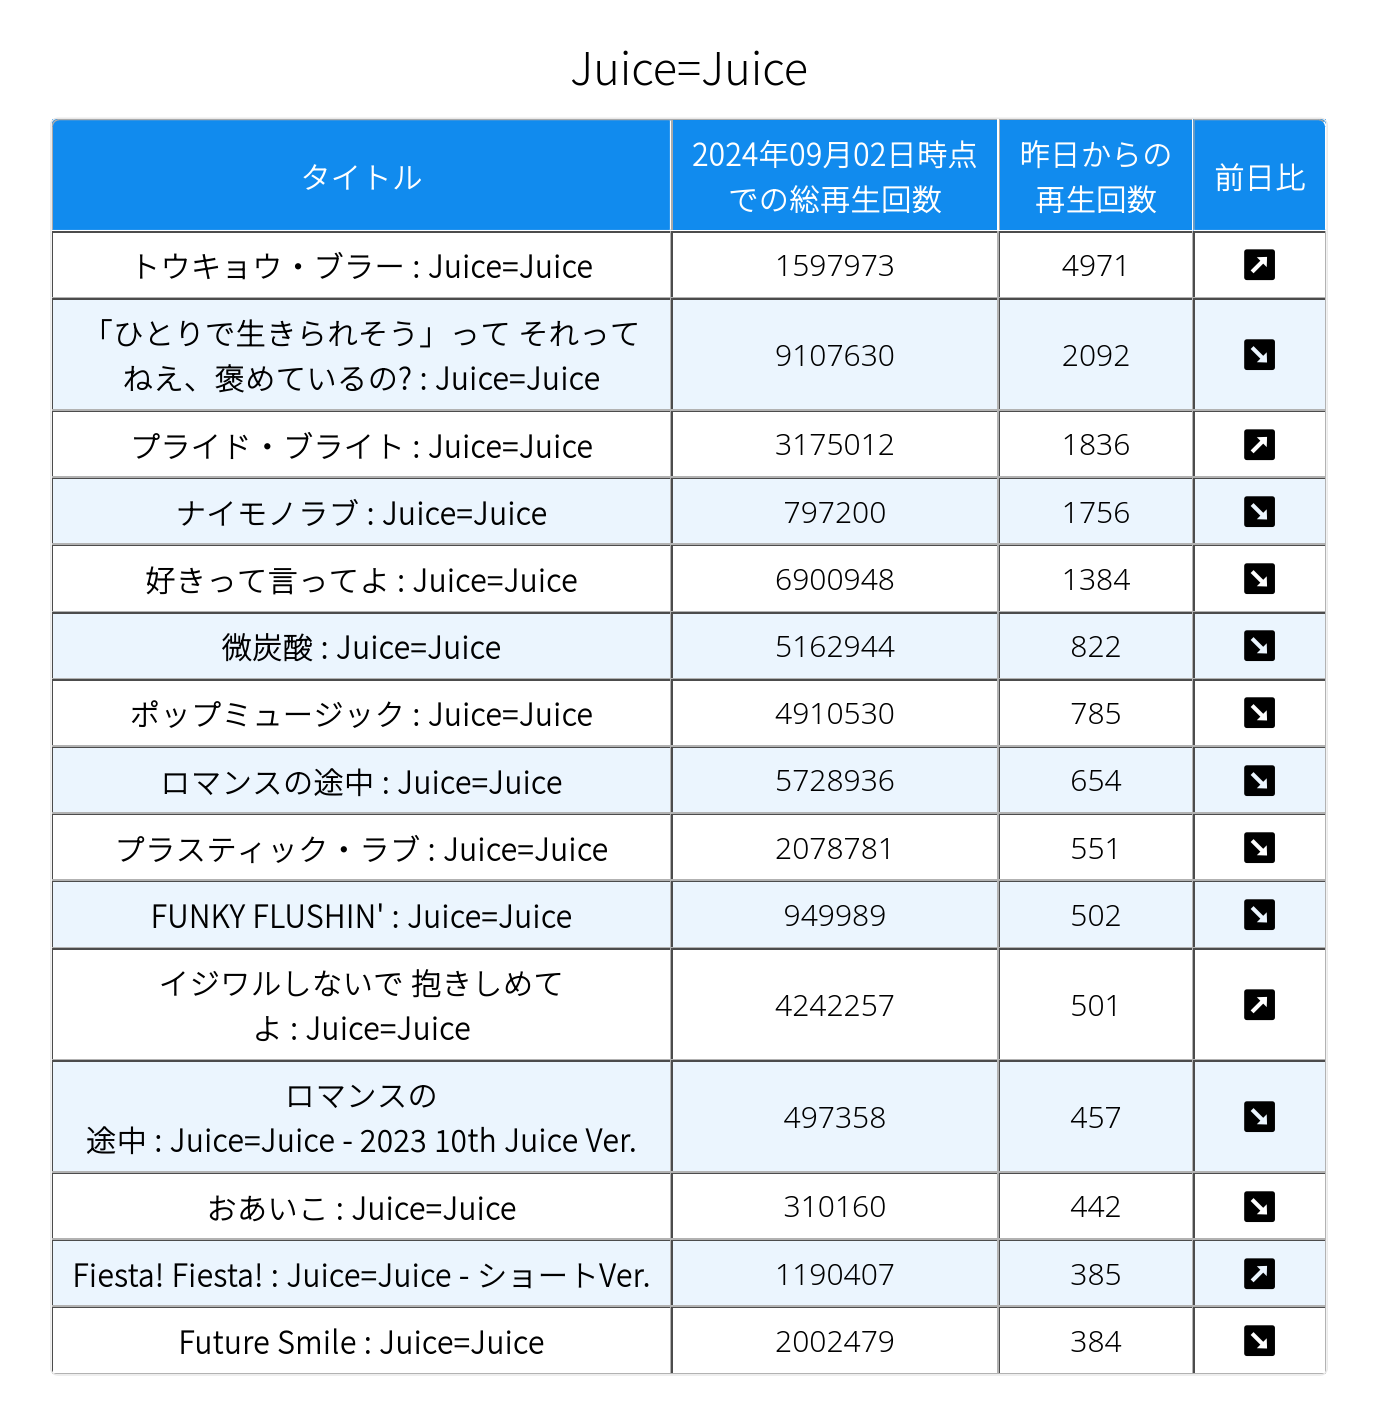 Juice=Juice
タイトル
2024年09月02日時点
での総再生回数
昨日からの
再生回数
前日比
トウキョウ・ブラー : Juice=Juice
1597973
4971
「ひとりで生きられそう」って それって
ねえ、褒めているの? : Juice=Juice
9107630
2092
プライド・ブライト : Juice=Juice
3175012
1836
ナイモノラブ : Juice=Juice
797200
1756
好きって言ってよ : Juice=Juice
6900948
1384
微炭酸 : Juice=Juice
5162944
822
ポップミュージック : Juice=Juice
4910530
785
ロマンスの途中 : Juice=Juice
5728936
654
プラスティック・ラブ : Juice=Juice
2078781
551
FUNKY FLUSHIN' : Juice=Juice
949989
502
イジワルしないで 抱きしめて
よ : Juice=Juice
4242257
501
ロマンスの
途中 : Juice=Juice - 2023 10th Juice Ver.
497358
457
おあいこ : Juice=Juice
310160
442
Fiesta! Fiesta! : Juice=Juice - ショートVer.
1190407
385
Future Smile : Juice=Juice
2002479
384